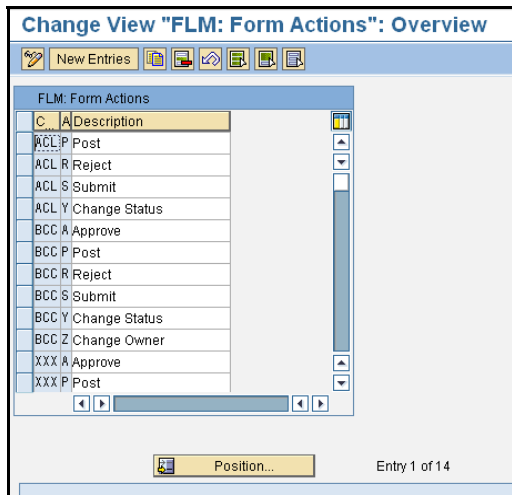 Change View "FLM: Form Actions": Overview
New Entries
FLM: Form Actions
C... A Description
ACL P Post
ACL R Reject
ACL S Submit
ACL Y Change Status
BCC A Approve
BCC P Post
BCC R Reject
BCC S Submit
BCC Y Change Status
BCC Z Change Owner
XXX A Approve
XXX P Post
Position... Entry 1 of 14